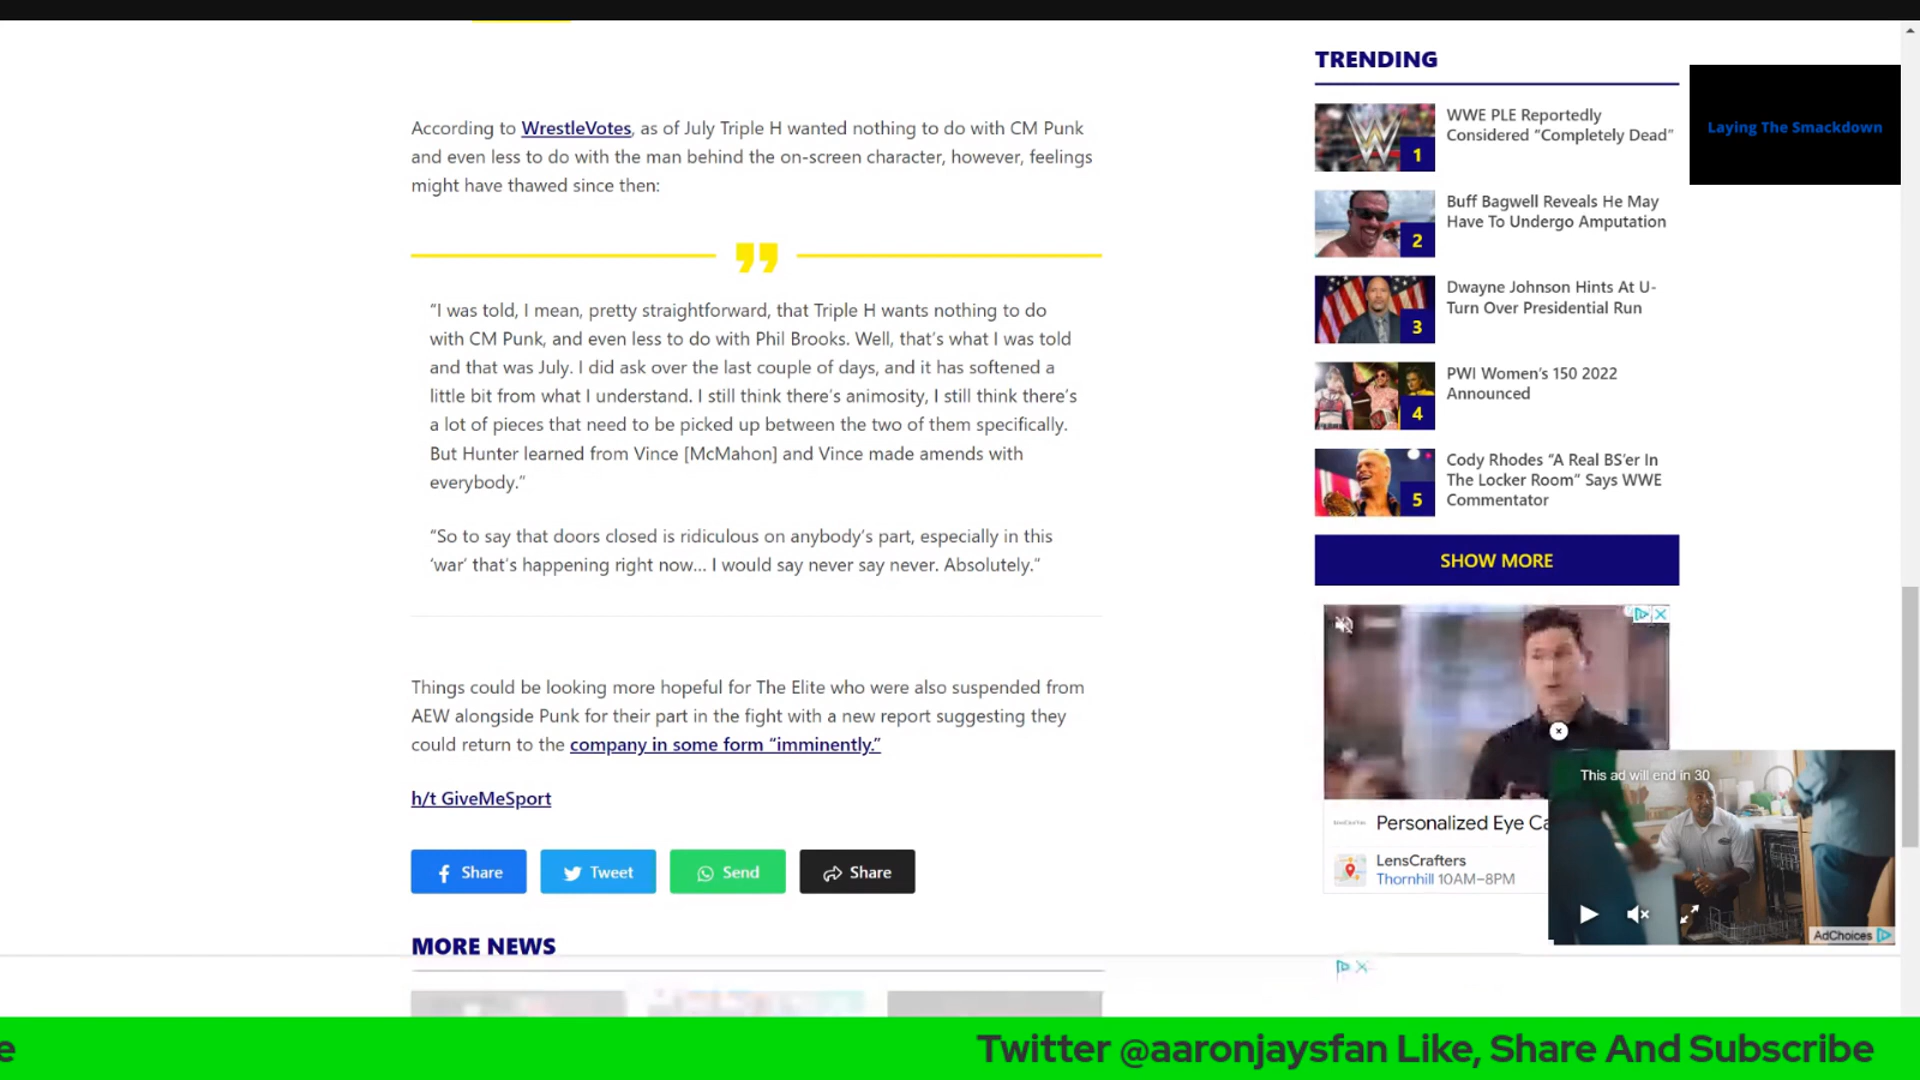 According to WrestleVotes, as of July Triple H wanted nothing to do with CM Punk
and even less to do with the man behind the on-screen character, however, feelings
might have thawed since then:
“I was told, I mean, pretty straightforward, that Triple H wants nothing to do
with CM Punk, and even less to do with Phil Brooks. Well, that’s what I was told
and that was July. I did ask over the last couple of days, and it has softened a
little bit from what I understand. I still think there’s animosity, I still think there’s
a lot of pieces that need to be picked up between the two of them specifically.
But Hunter learned from Vince [McMahon] and Vince made amends with
everybody.”
“So to say that doors closed is ridiculous on anybody’s part, especially in this
‘war’ that’s happening right now… I would say never say never. Absolutely.”
Things could be looking more hopeful for The Elite who were also suspended from
AEW alongside Punk for their part in the fight with a new report suggesting they
could return to the company in some form “imminently.”
h/t GiveMeSport
Share
Tweet
Send
Share
MORE NEWS
TRENDING
1
WWE PLE Reportedly
Considered “Completely Dead”
2
Buff Bagwell Reveals He May
Have To Undergo Amputation
3
Dwayne Johnson Hints At U-
Turn Over Presidential Run
4
PWI Women’s 150 2022
Announced
5
Cody Rhodes “A Real BS’er In
The Locker Room” Says WWE
Commentator
SHOW MORE
Laying The Smackdown
Personalized Eye Ca
LensCrafters
Thornhill 10AM–8PM
This ad will end in 30
AdChoices
e
Twitter @aaronjaysfan Like, Share And Subscribe